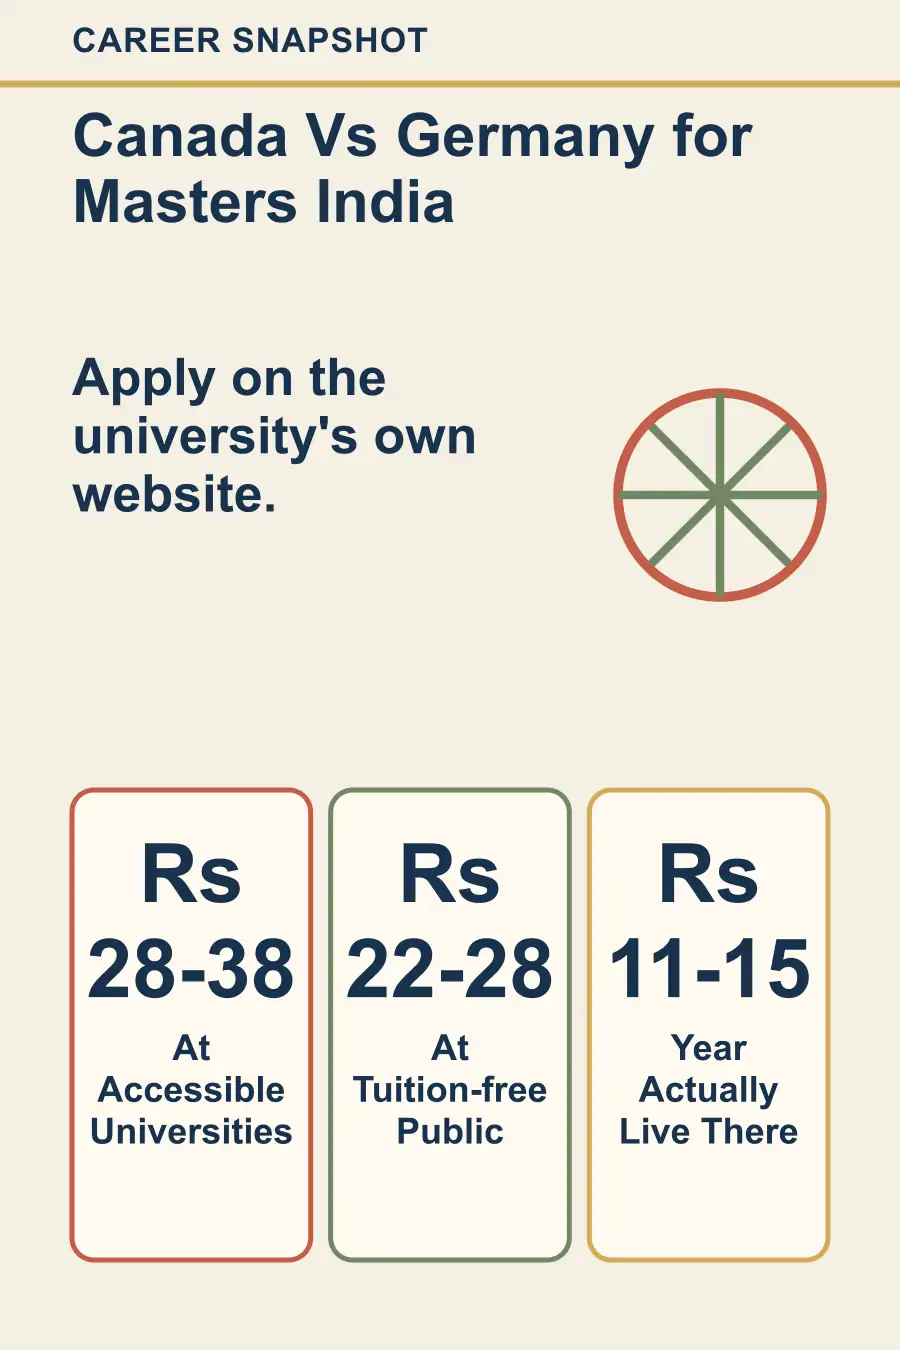 CAREER SNAPSHOT
Canada Vs Germany for
Masters India
Apply on the
university's own
website.
Rs
28-38
At
Accessible
Universities
Rs
22-28
At
Tuition-free
Public
Rs
11-15
Year
Actually
Live There